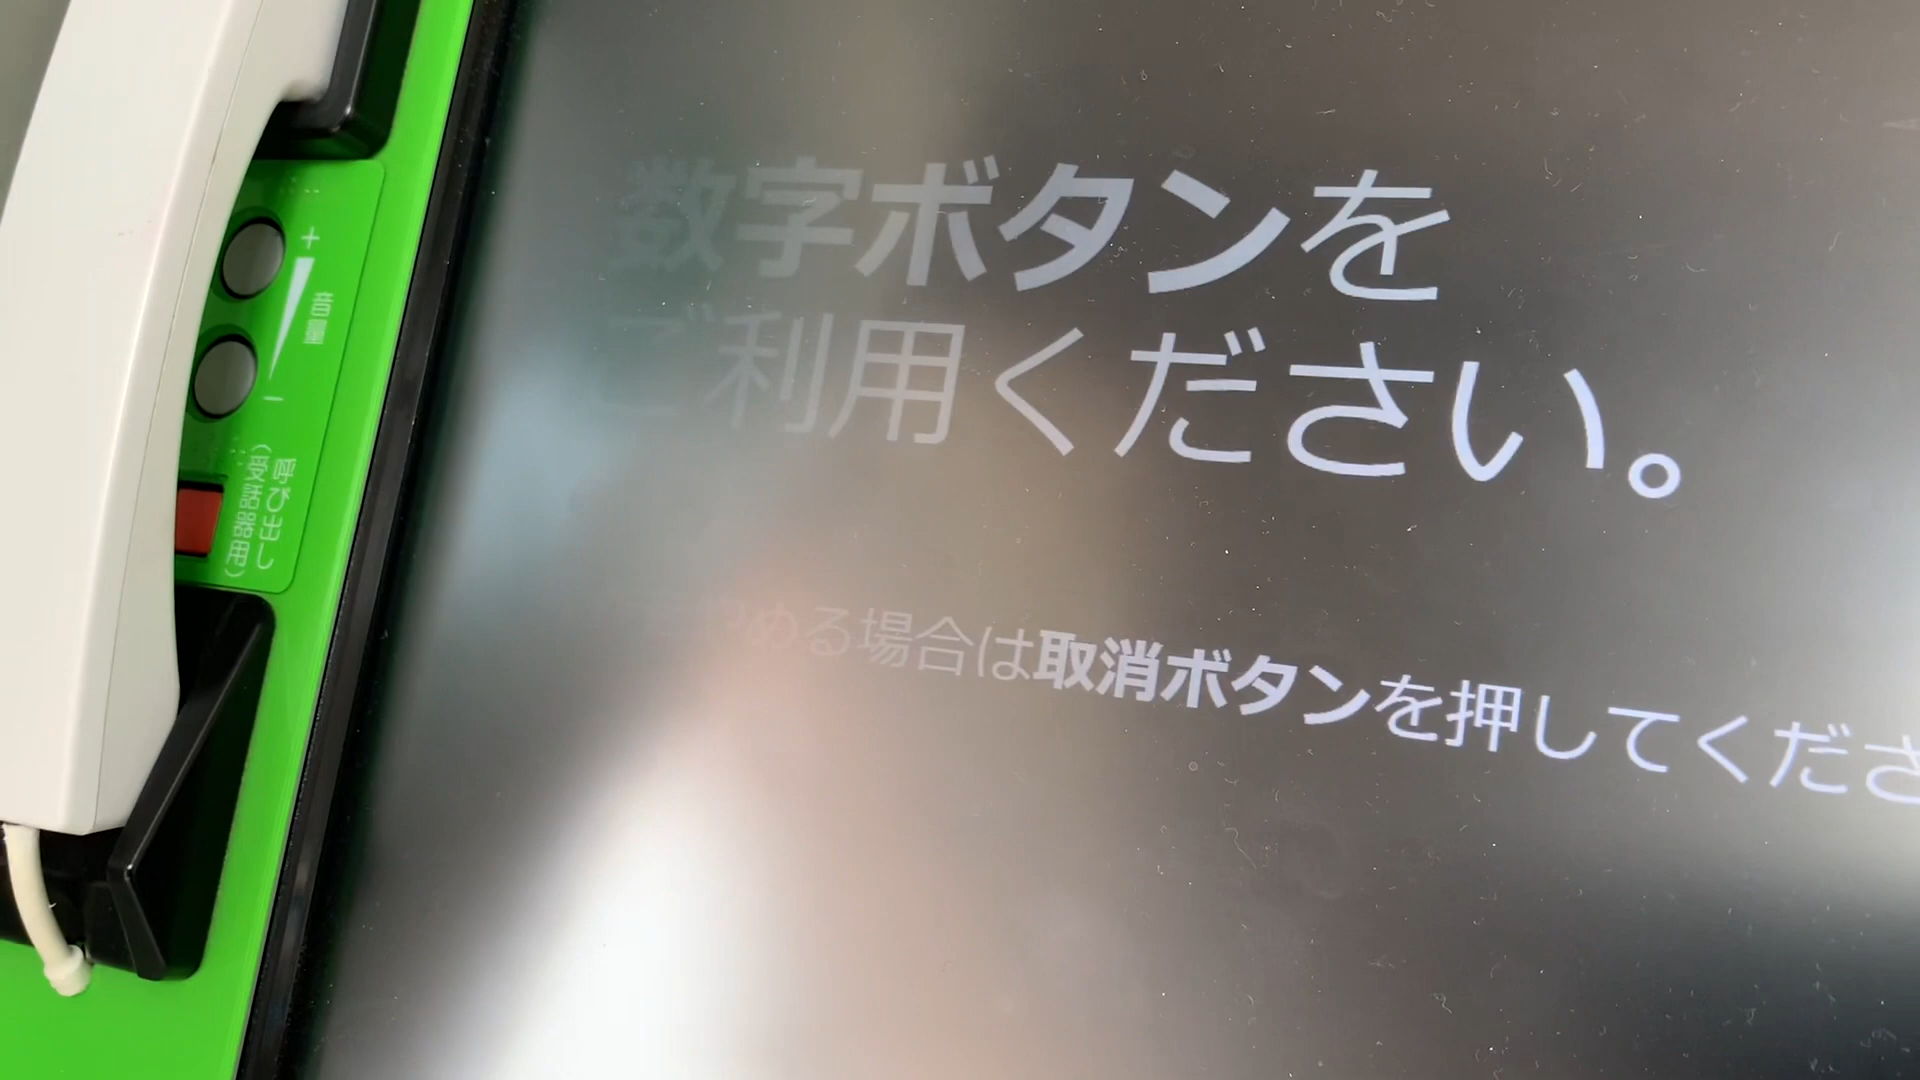 数字ボタンを
ご利用ください。
やめる場合は取消ボタンを押してくださ
+
音量
-
呼び出し
(受話器用)